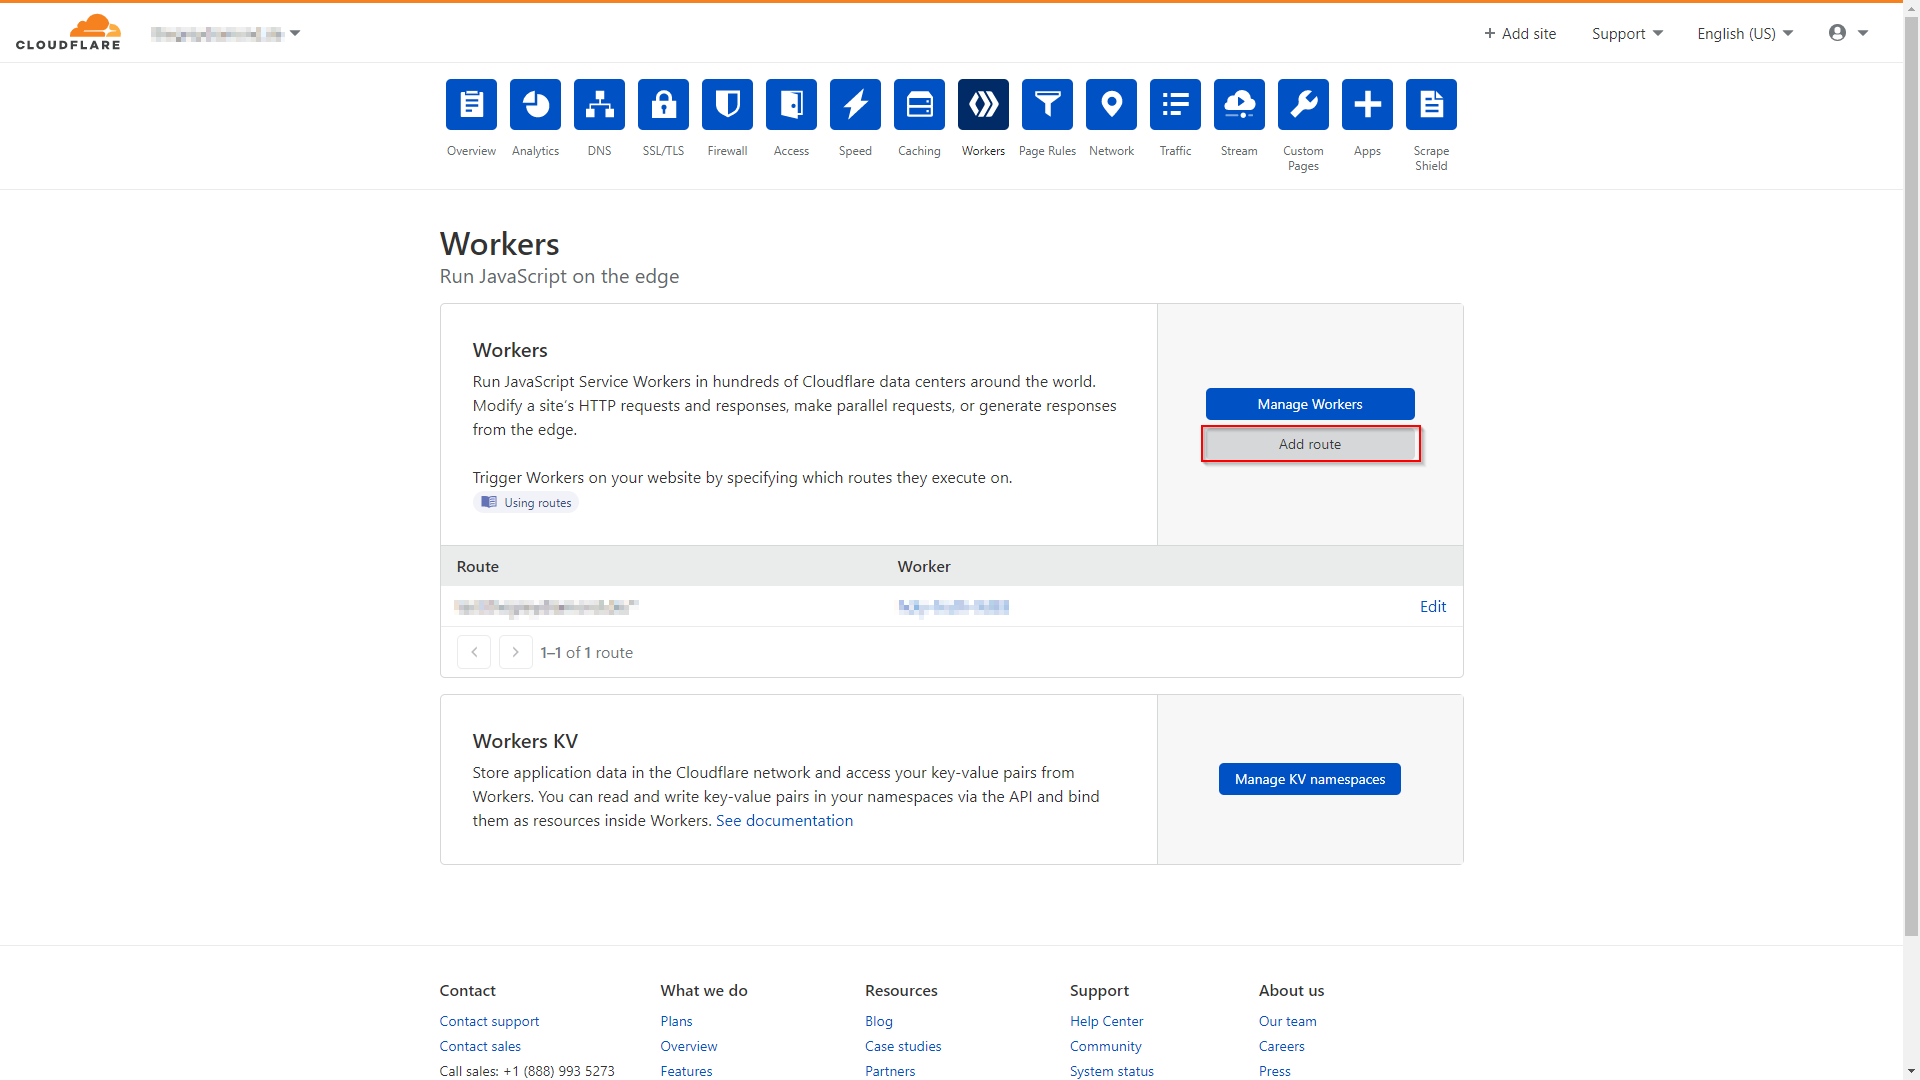 CLOUDFLARE
+ Add site
Support
English (US)
Overview
Analytics
DNS
SSL/TLS
Firewall
Access
Speed
Caching
Workers
Page Rules
Network
Traffic
Stream
Custom
Pages
Apps
Scrape
Shield
Workers
Run JavaScript on the edge
Workers
Run JavaScript Service Workers in hundreds of Cloudflare data centers around the world.
Modify a site's HTTP requests and responses, make parallel requests, or generate responses
from the edge.
Trigger Workers on your website by specifying which routes they execute on.
Using routes
Manage Workers
Add route
Route Worker
Edit
1–1 of 1 route
Workers KV
Store application data in the Cloudflare network and access your key-value pairs from
Workers. You can read and write key-value pairs in your namespaces via the API and bind
them as resources inside Workers. See documentation
Manage KV namespaces
Contact
Contact support
Contact sales
Call sales: +1 (888) 993 5273
What we do
Plans
Overview
Features
Resources
Blog
Case studies
Partners
Support
Help Center
Community
System status
About us
Our team
Careers
Press